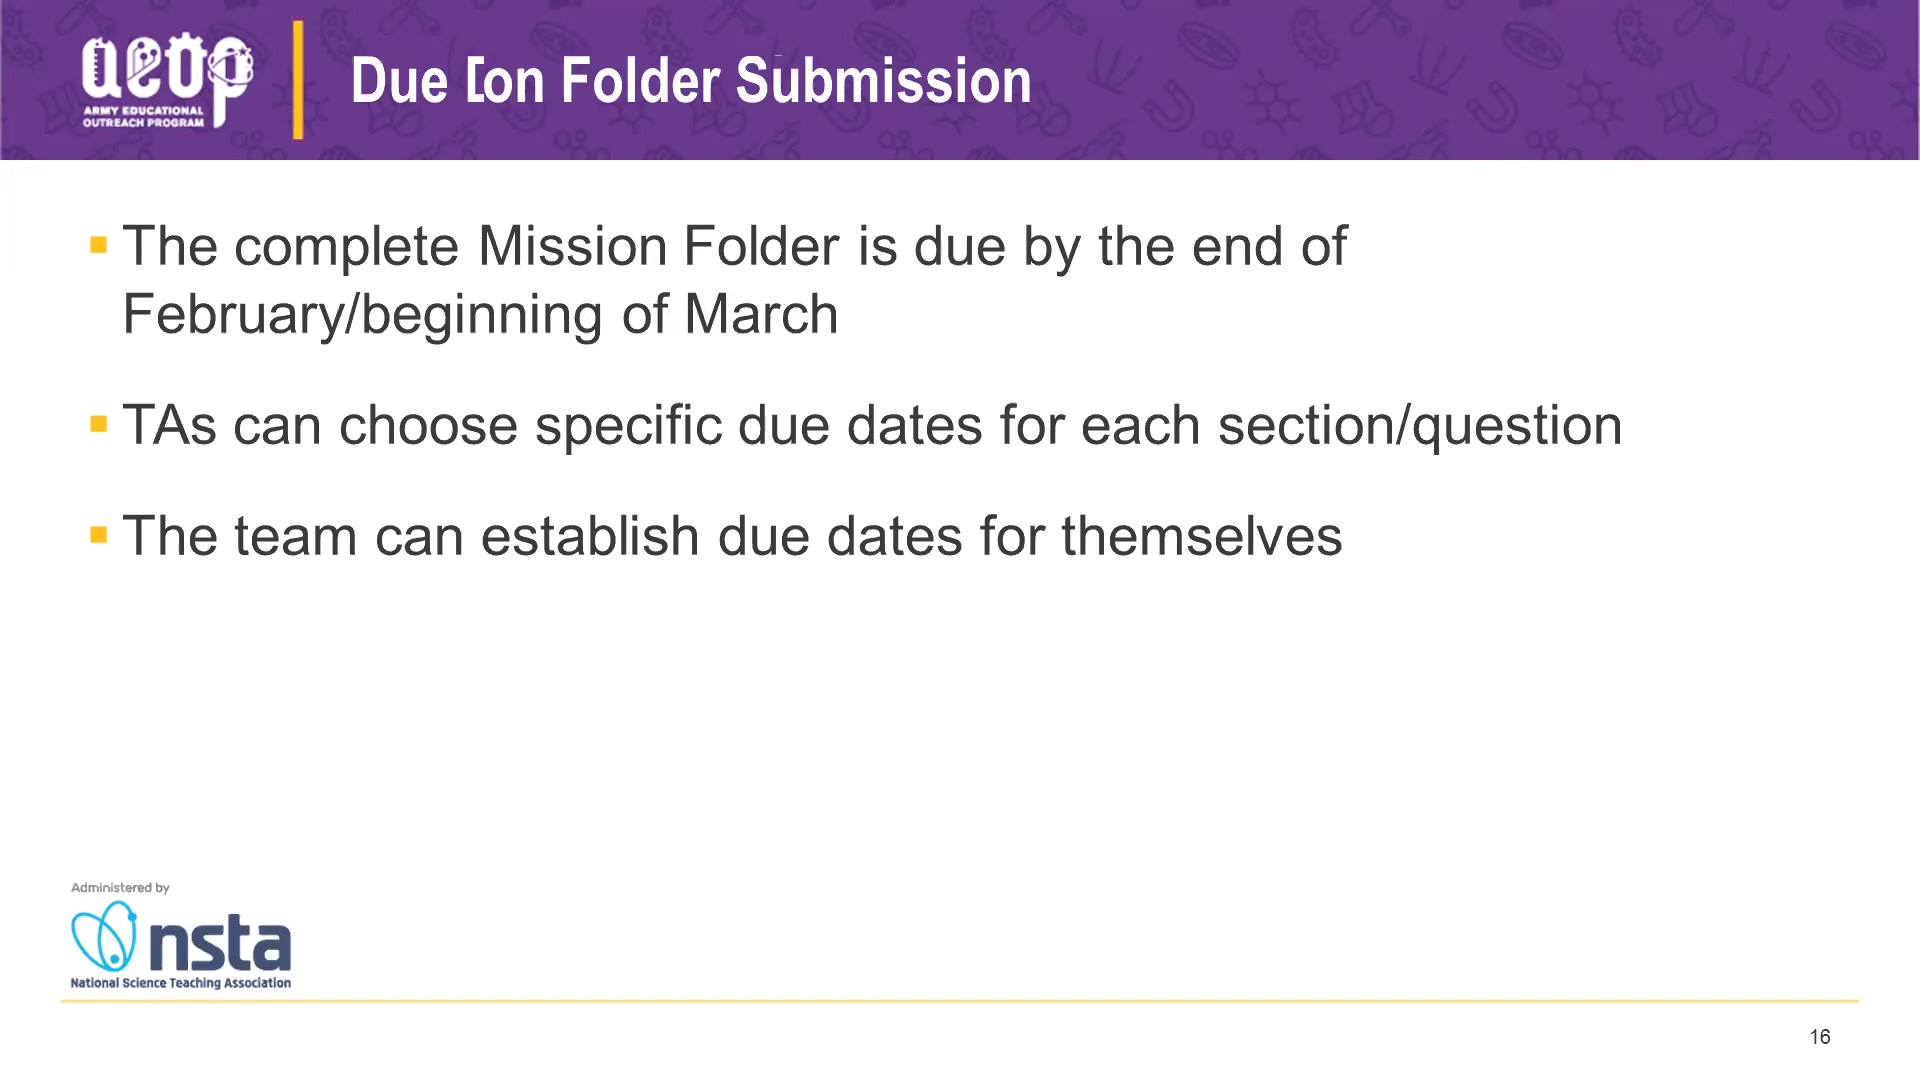 aeop
ARMY EDUCATIONAL
OUTREACH PROGRAM
Due [on Folder Submission
The complete Mission Folder is due by the end of
February/beginning of March
TAs can choose specific due dates for each section/question
The team can establish due dates for themselves
Administered by
nsta
National Science Teaching Association
16